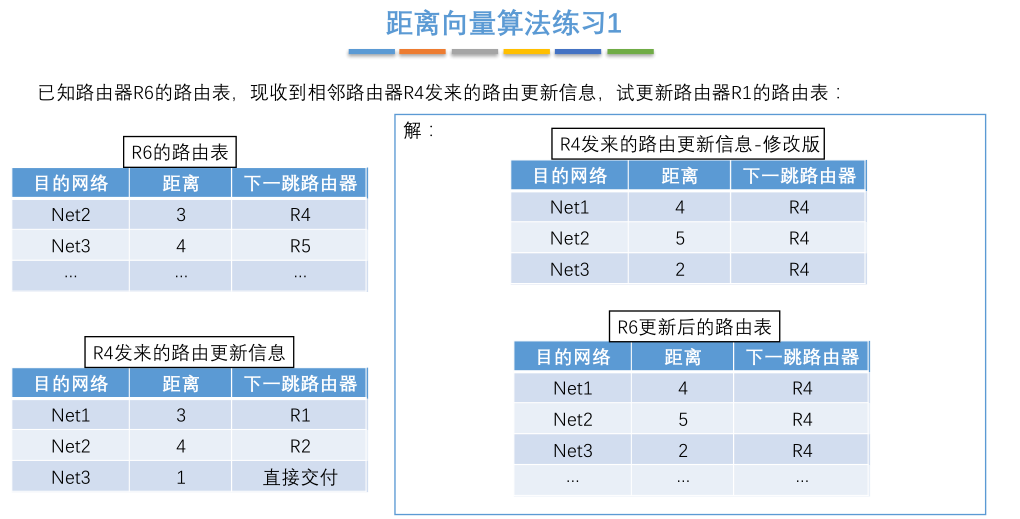 距离向量算法练习1
已知路由器R6的路由表，现收到相邻路由器R4发来的路由更新信息，试更新路由器R1的路由表：
R6的路由表
目的网络 距离 下一跳路由器
Net2 3 R4
Net3 4 R5
… … …
R4发来的路由更新信息
目的网络 距离 下一跳路由器
Net1 3 R1
Net2 4 R2
Net3 1 直接交付
解：
R4发来的路由更新信息-修改版
目的网络 距离 下一跳路由器
Net1 4 R4
Net2 5 R4
Net3 2 R4
R6更新后的路由表
目的网络 距离 下一跳路由器
Net1 4 R4
Net2 5 R4
Net3 2 R4
… … …